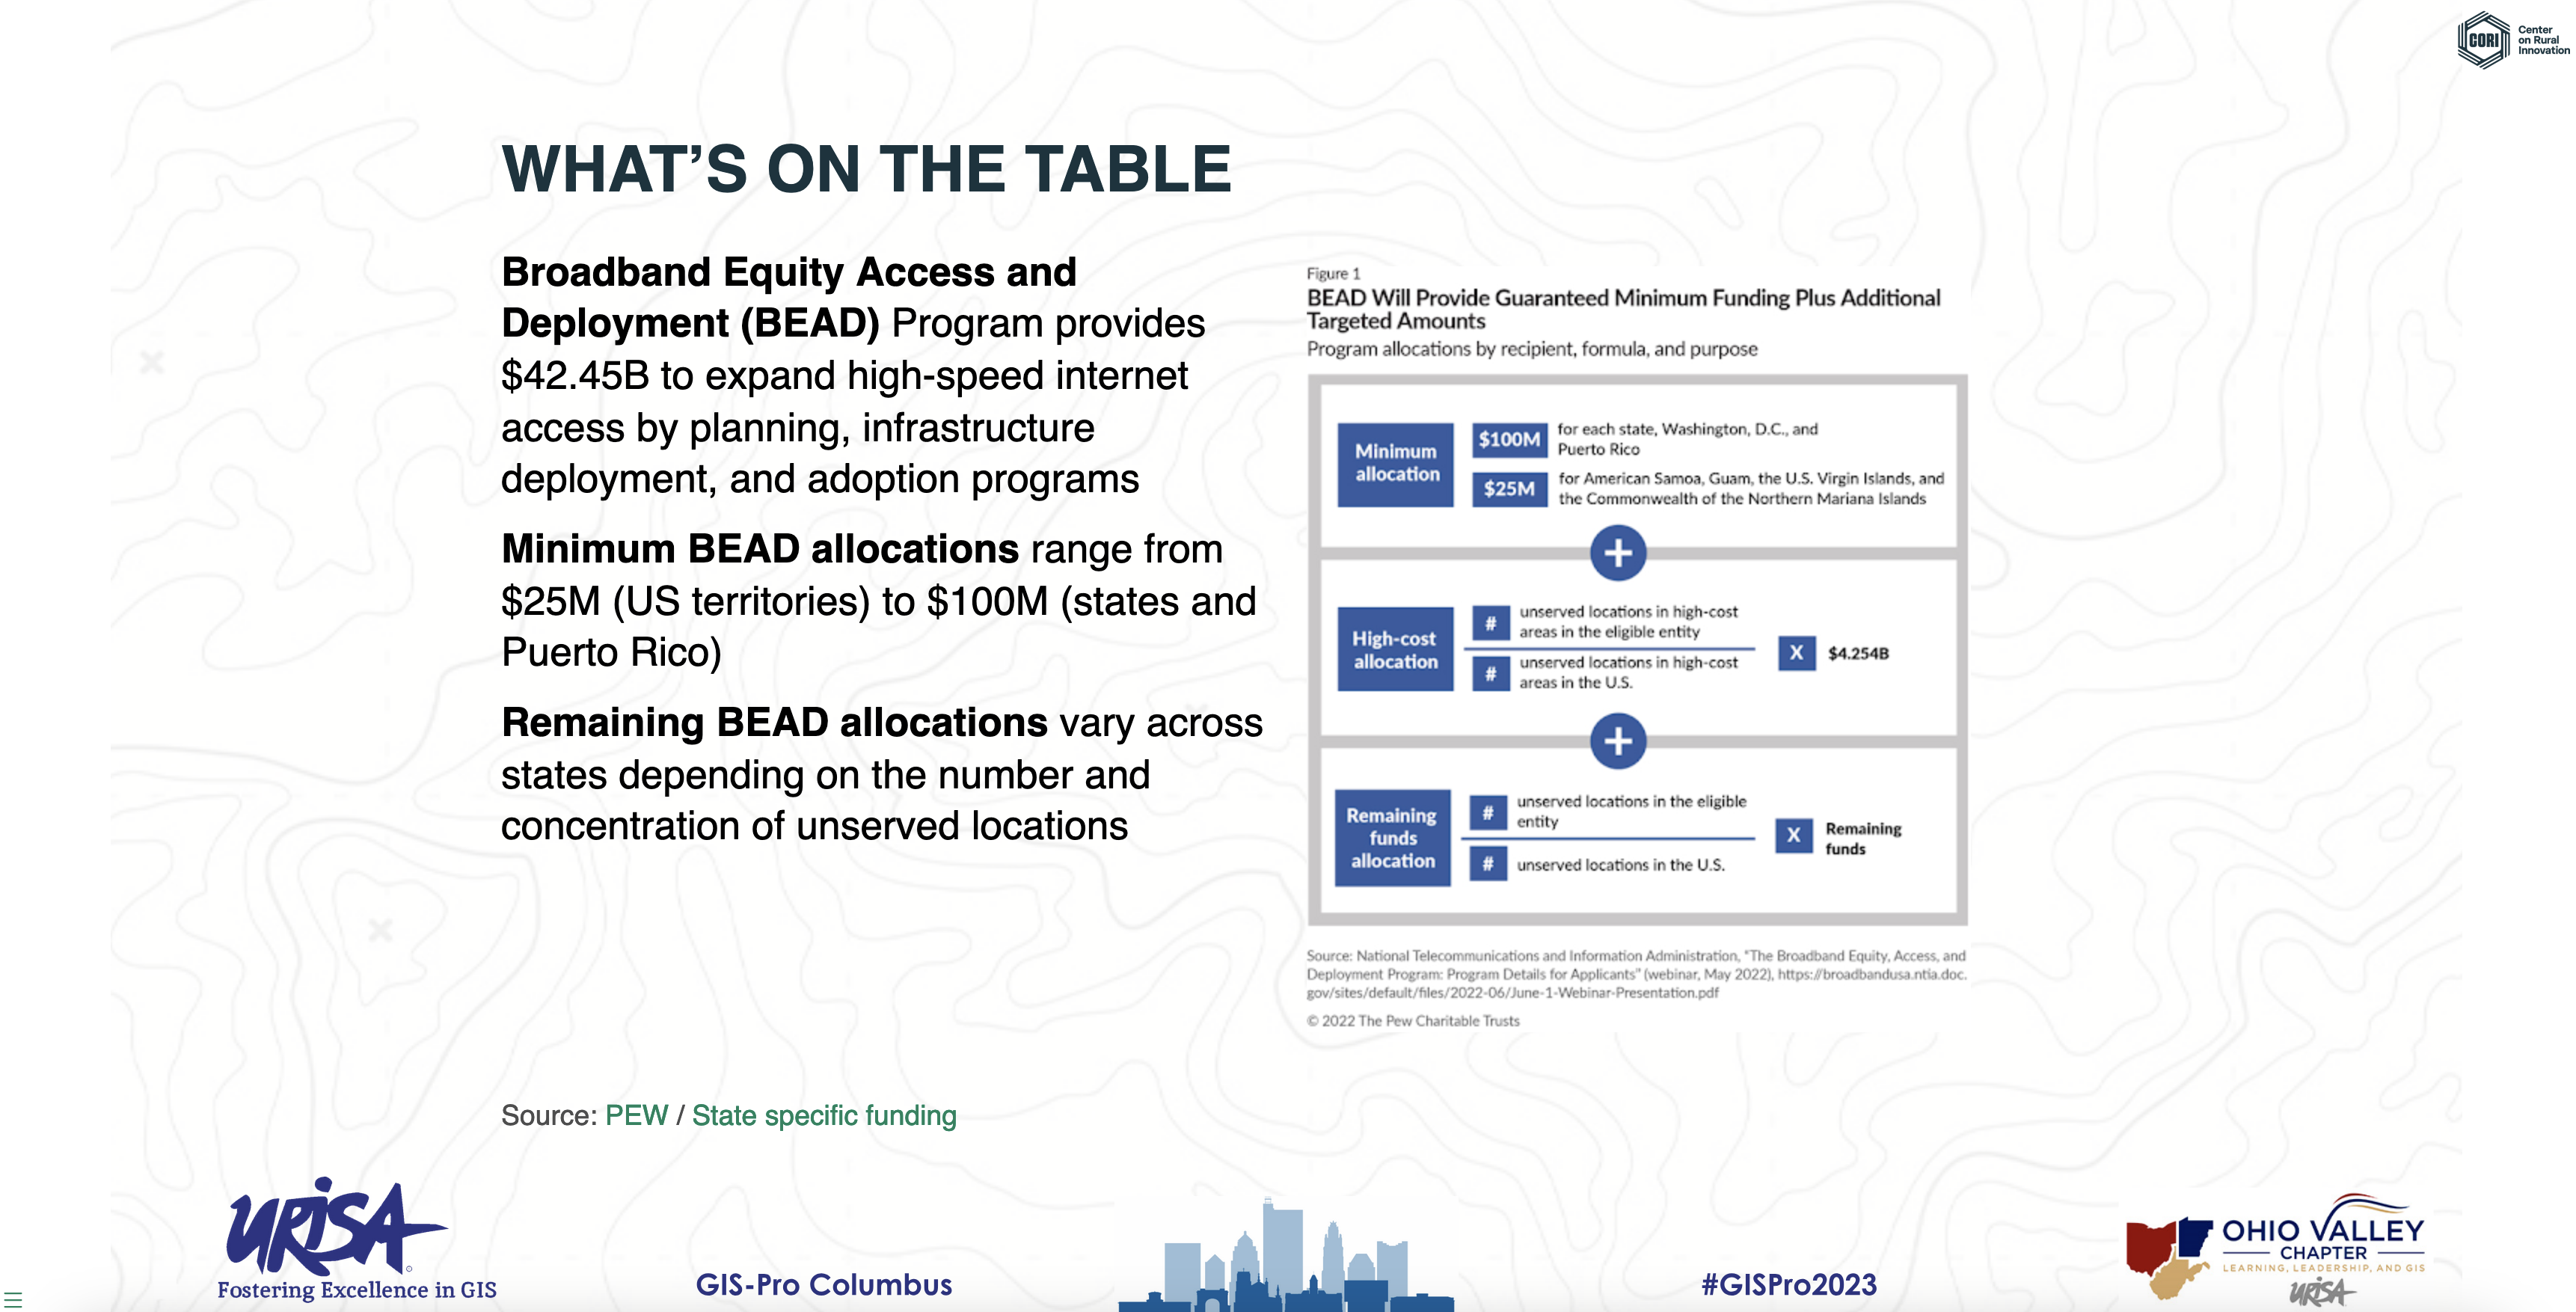 CORI
Center
on Rural
Innovation
WHAT’S ON THE TABLE
Broadband Equity Access and
Deployment (BEAD) Program provides
$42.45B to expand high-speed internet
access by planning, infrastructure
deployment, and adoption programs
Minimum BEAD allocations range from
$25M (US territories) to $100M (states and
Puerto Rico)
Remaining BEAD allocations vary across
states depending on the number and
concentration of unserved locations
Figure 1
BEAD Will Provide Guaranteed Minimum Funding Plus Additional
Targeted Amounts
Program allocations by recipient, formula, and purpose
Minimum
allocation
$100M
for each state, Washington, D.C., and
Puerto Rico
$25M
for American Samoa, Guam, the U.S. Virgin Islands, and
the Commonwealth of the Northern Mariana Islands
+
High-cost
allocation
#
unserved locations in high-cost
areas in the eligible entity
#
unserved locations in high-cost
areas in the U.S.
X
$4.254B
+
Remaining
funds
allocation
#
unserved locations in the eligible
entity
#
unserved locations in the U.S.
X
Remaining
funds
Source: National Telecommunications and Information Administration, "The Broadband Equity, Access, and
Deployment Program: Program Details for Applicants" (webinar, May 2022), https://broadbandusa.ntia.doc.
gov/sites/default/files/2022-06/June-1-Webinar-Presentation.pdf
© 2022 The Pew Charitable Trusts
Source: PEW / State specific funding
URISA
Fostering Excellence in GIS
GIS-Pro Columbus
#GISPro2023
OHIO VALLEY
CHAPTER
LEARNING, LEADERSHIP, AND GIS
URISA